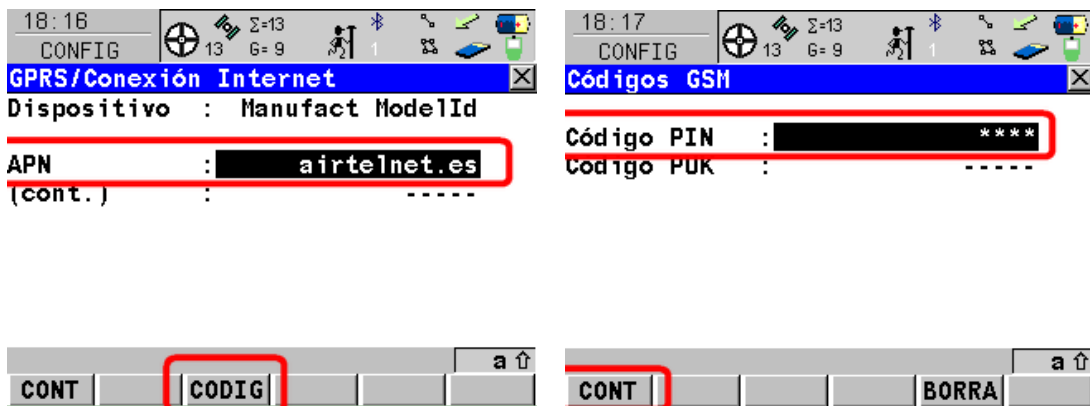 18:16
CONFIG
13
Σ=13
G= 9
1
GPRS/Conexión Internet
Dispositivo : Manufact ModelId
APN : airtelnet.es
(cont.) : -----
a
CONT CODIG
18:17
CONFIG
13
Σ=13
G= 9
1
Códigos GSM
Código PIN : ****
Codigo PUK : -----
a
CONT BORRA